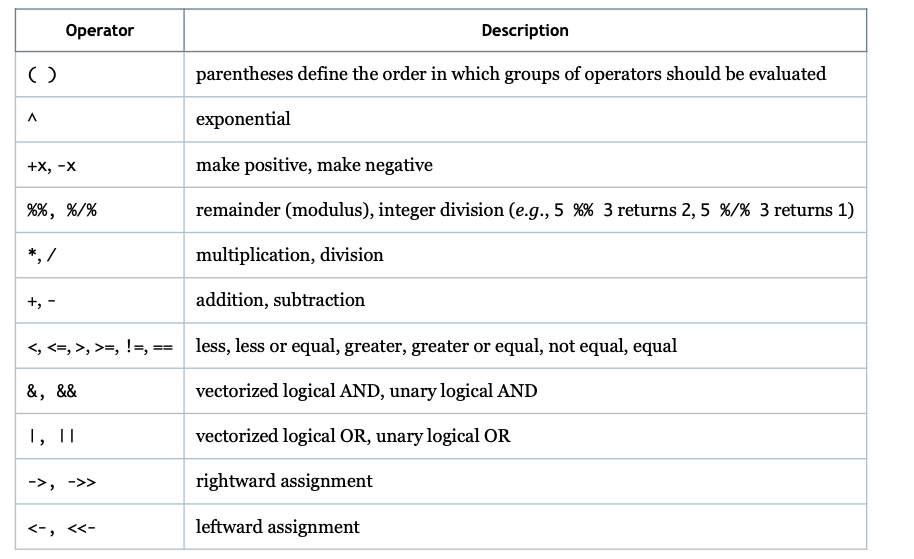 Operator Description
( ) parentheses define the order in which groups of operators should be evaluated
^ exponential
+x, -x make positive, make negative
%%, %/% remainder (modulus), integer division (e.g., 5 %% 3 returns 2, 5 %/% 3 returns 1)
*, / multiplication, division
+, - addition, subtraction
<, <=, >, >=, !=, == less, less or equal, greater, greater or equal, not equal, equal
&, && vectorized logical AND, unary logical AND
|, || vectorized logical OR, unary logical OR
->, ->> rightward assignment
<-, <<- leftward assignment